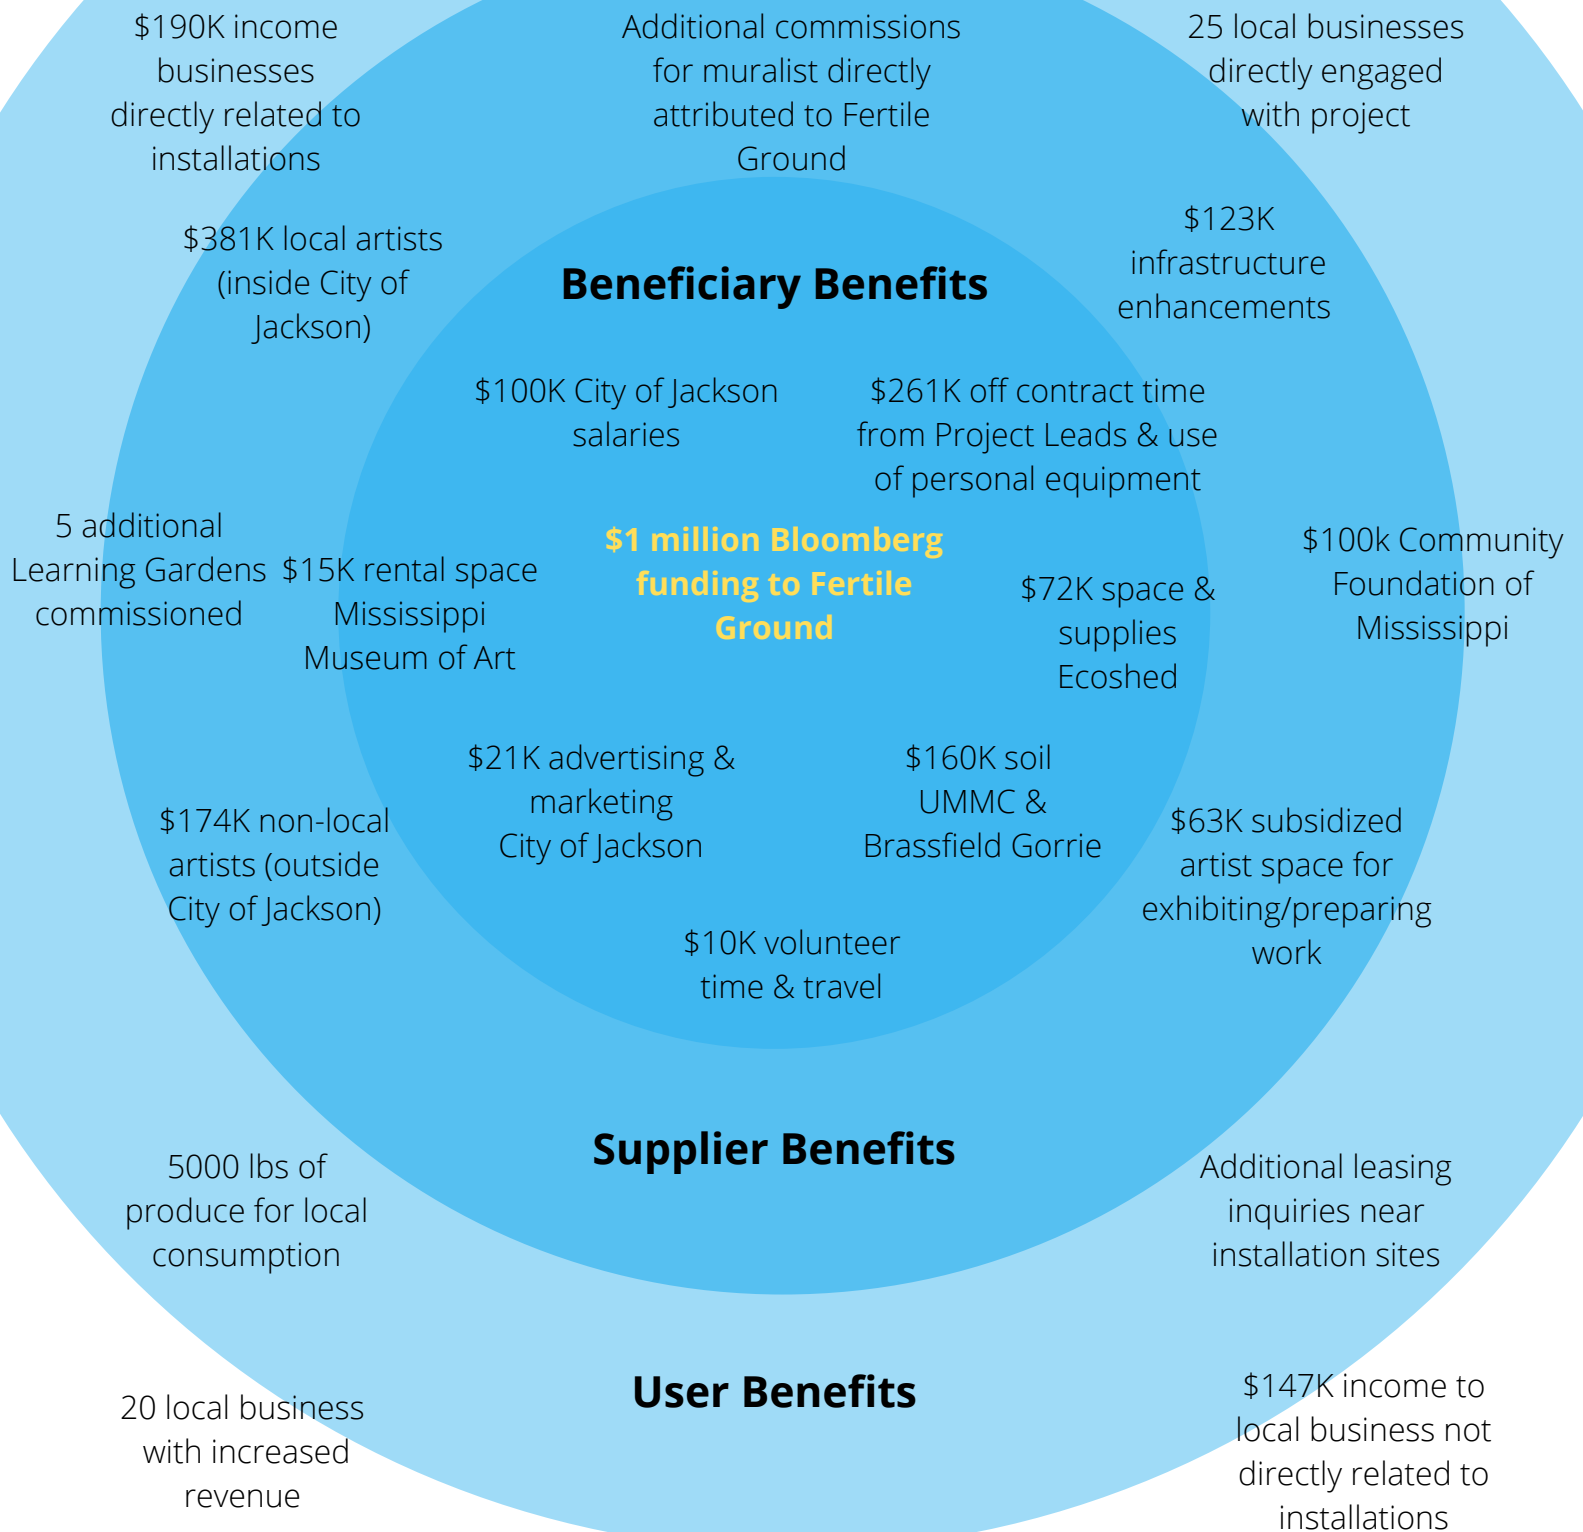 $190K income
businesses
directly related to
installations
Additional commissions
for muralist directly
attributed to Fertile
Ground
25 local businesses
directly engaged
with project
$381K local artists
(inside City of
Jackson)
Beneficiary Benefits
$123K
infrastructure
enhancements
$100K City of Jackson
salaries
$261K off contract time
from Project Leads & use
of personal equipment
5 additional
Learning Gardens
commissioned
$15K rental space
Mississippi
Museum of Art
$1 million Bloomberg
funding to Fertile
Ground
$72K space &
supplies
Ecoshed
$100k Community
Foundation of
Mississippi
$21K advertising &
marketing
City of Jackson
$160K soil
UMMC &
Brassfield Gorrie
$174K non-local
artists (outside
City of Jackson)
$63K subsidized
artist space for
exhibiting/preparing
work
$10K volunteer
time & travel
Supplier Benefits
5000 lbs of
produce for local
consumption
Additional leasing
inquiries near
installation sites
User Benefits
20 local business
with increased
revenue
$147K income to
local business not
directly related to
installations